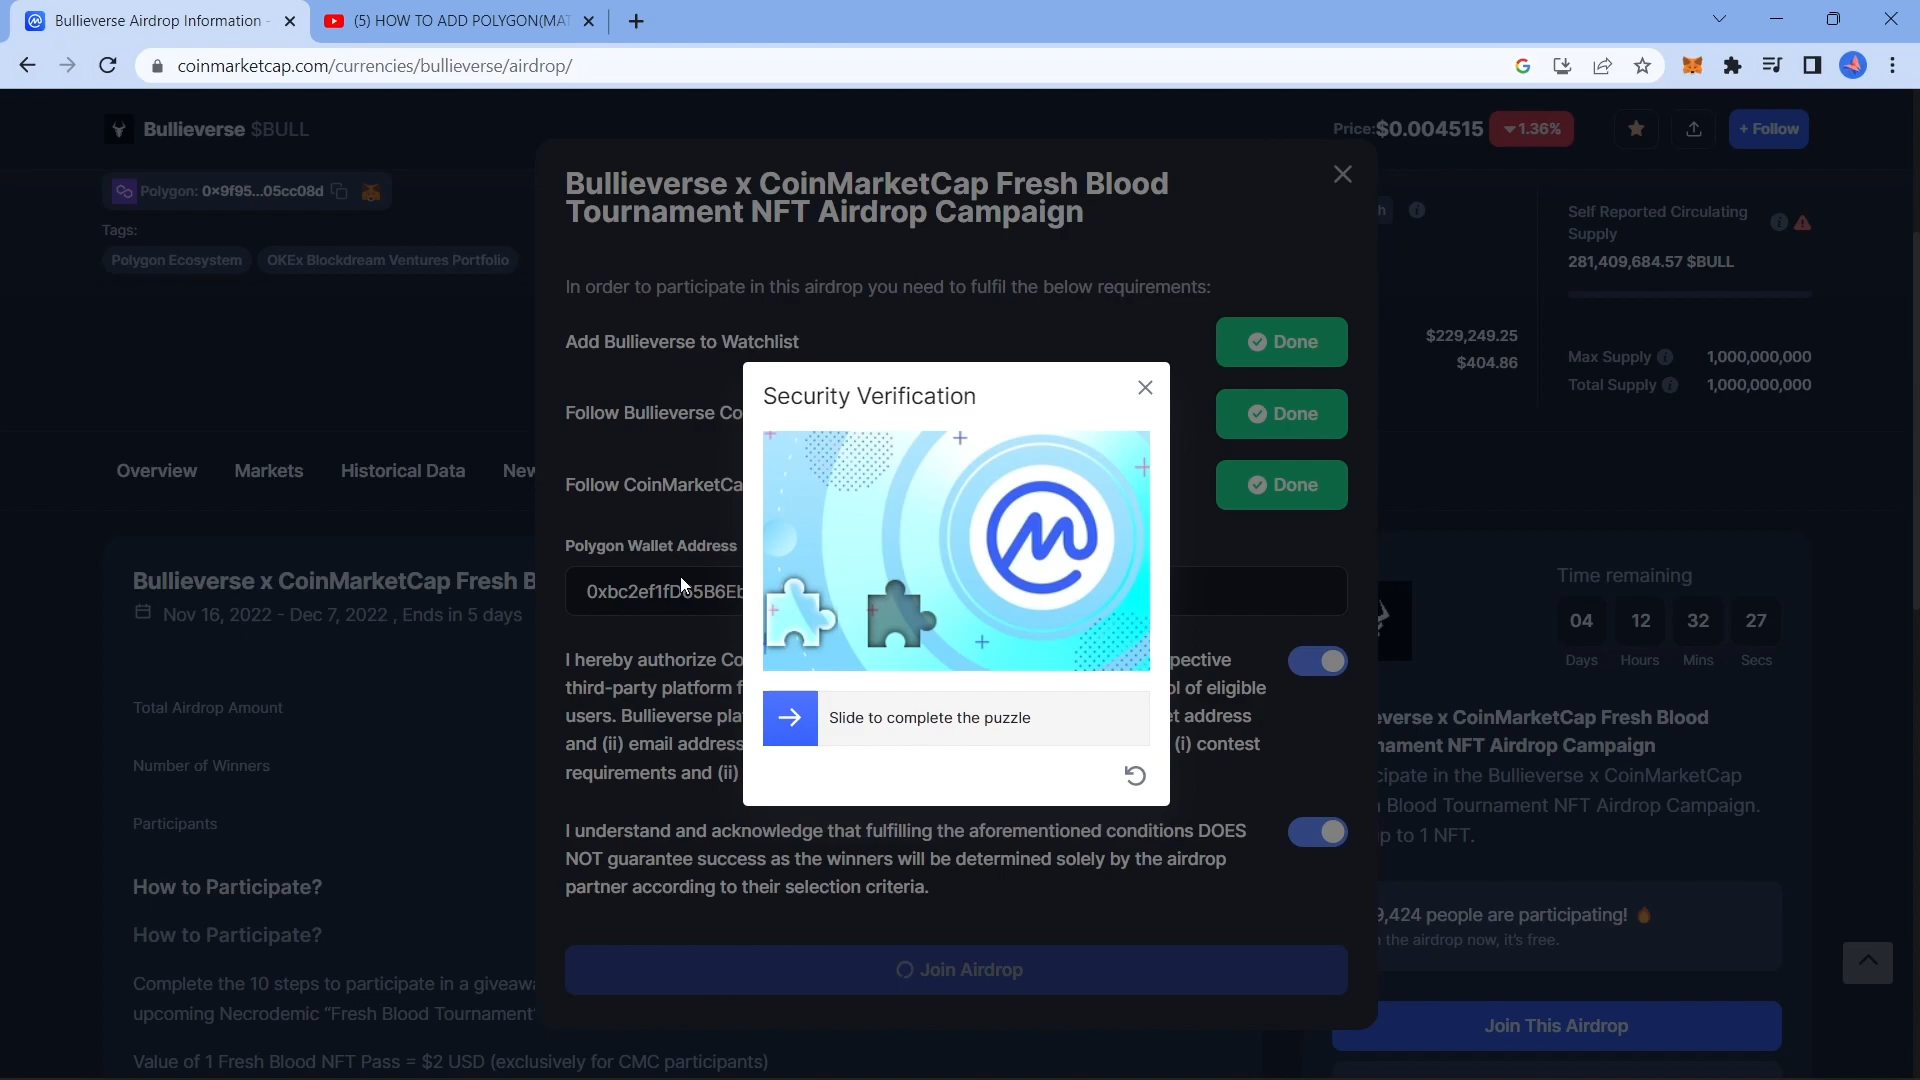 Bullieverse Airdrop Information -
(5) HOW TO ADD POLYGON(MAT
coinmarketcap.com/currencies/bullieverse/airdrop/
Bullieverse $BULL
Price:$0.004515
1.36%
+ Follow
Polygon: 0x9f95...05cc08d
Tags:
Polygon Ecosystem
OKEx Blockdream Ventures Portfolio
Bullieverse x CoinMarketCap Fresh Blood
Tournament NFT Airdrop Campaign
Self Reported Circulating
Supply
281,409,684.57 $BULL
In order to participate in this airdrop you need to fulfil the below requirements:
Add Bullieverse to Watchlist
Done
$229,249.25
$404.86
Max Supply 1,000,000,000
Total Supply 1,000,000,000
Security Verification
Follow Bullieverse Co
Done
Overview
Markets
Historical Data
New
Follow CoinMarketCa
Done
Polygon Wallet Address
Bullieverse x CoinMarketCap Fresh B
Nov 16, 2022 - Dec 7, 2022 , Ends in 5 days
Time remaining
04 12 32 27
Days Hours Mins Secs
I hereby authorize Co
pective
third-party platform f
ol of eligible
users. Bullieverse pla
t address
and (ii) email address
(i) contest
requirements and (ii)
Slide to complete the puzzle
Total Airdrop Amount
Number of Winners
Participants
everse x CoinMarketCap Fresh Blood
nament NFT Airdrop Campaign
cipate in the Bullieverse x CoinMarketCap
Blood Tournament NFT Airdrop Campaign.
p to 1 NFT.
I understand and acknowledge that fulfilling the aforementioned conditions DOES
NOT guarantee success as the winners will be determined solely by the airdrop
partner according to their selection criteria.
How to Participate?
How to Participate?
9,424 people are participating!
the airdrop now, it's free.
Join Airdrop
Complete the 10 steps to participate in a giveawa
upcoming Necrodemic “Fresh Blood Tournament
Join This Airdrop
Value of 1 Fresh Blood NFT Pass = $2 USD (exclusively for CMC participants)